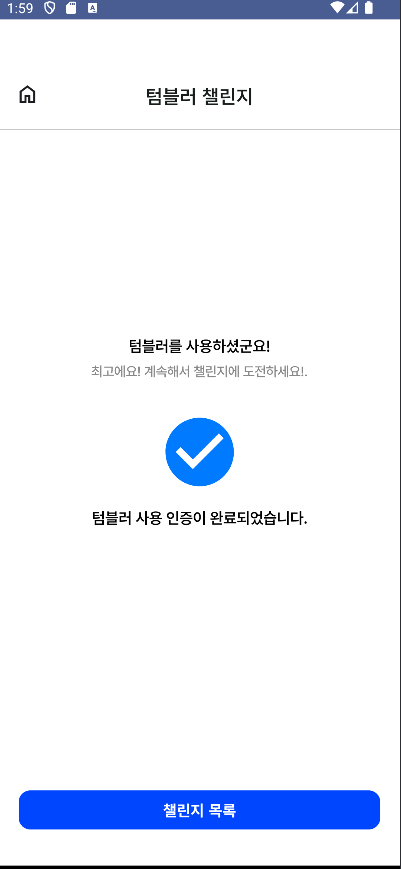 1:59
A
텀블러 챌린지
텀블러를 사용하셨군요!
최고에요! 계속해서 챌린지에 도전하세요!.
텀블러 사용 인증이 완료되었습니다.
챌린지 목록